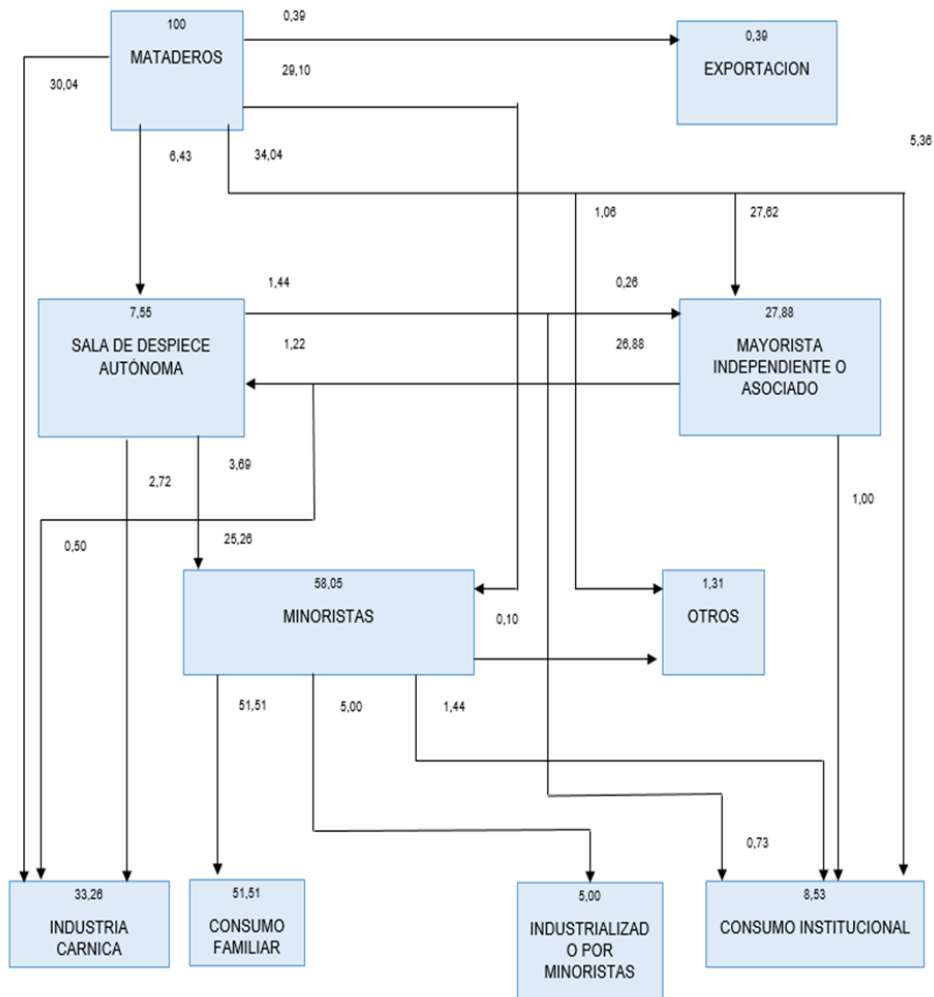 0,39
100
MATADEROS
0,39
EXPORTACION
30,04
29,10
5,36
6,43
34,04
1,06
27,62
1,44
0,26
7,55
SALA DE DESPIECE
AUTÓNOMA
27,88
MAYORISTA
INDEPENDIENTE O
ASOCIADO
1,22
26,88
2,72
3,69
1,00
0,50
25,26
58,05
MINORISTAS
1,31
OTROS
0,10
51,51
5,00
1,44
0,73
33,26
INDUSTRIA
CARNICA
51,51
CONSUMO
FAMILIAR
5,00
INDUSTRIALIZAD
O POR
MINORISTAS
8,53
CONSUMO INSTITUCIONAL